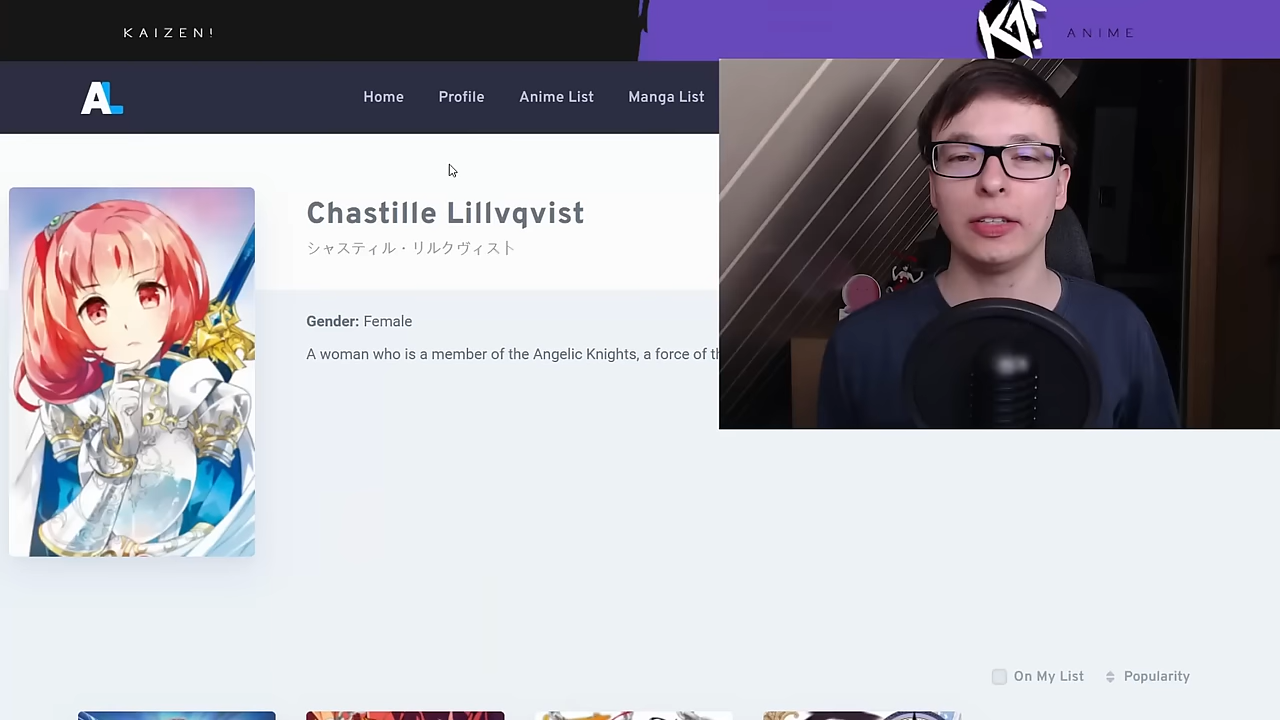 KAIZEN!
KA!
ANIME
AL
Home Profile Anime List Manga List
Chastille Lillvqvist
シャスティル・リルクヴィスト
Gender: Female
A woman who is a member of the Angelic Knights, a force of
On My List
Popularity